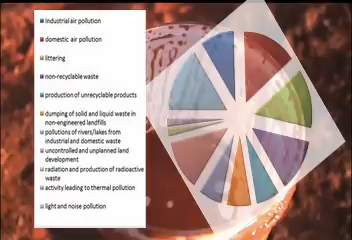 Industrial air pollution
domestic air pollution
littering
non-recyclable waste
production of unrecyclable products
dumping of solid and liquid waste in
non-engineered landfills
pollutions of rivers/lakes from
industrial and domestic waste
uncontrolled and unplanned land
development
radiation and production of radioactive
waste
activity leading to thermal pollution
light and noise pollution